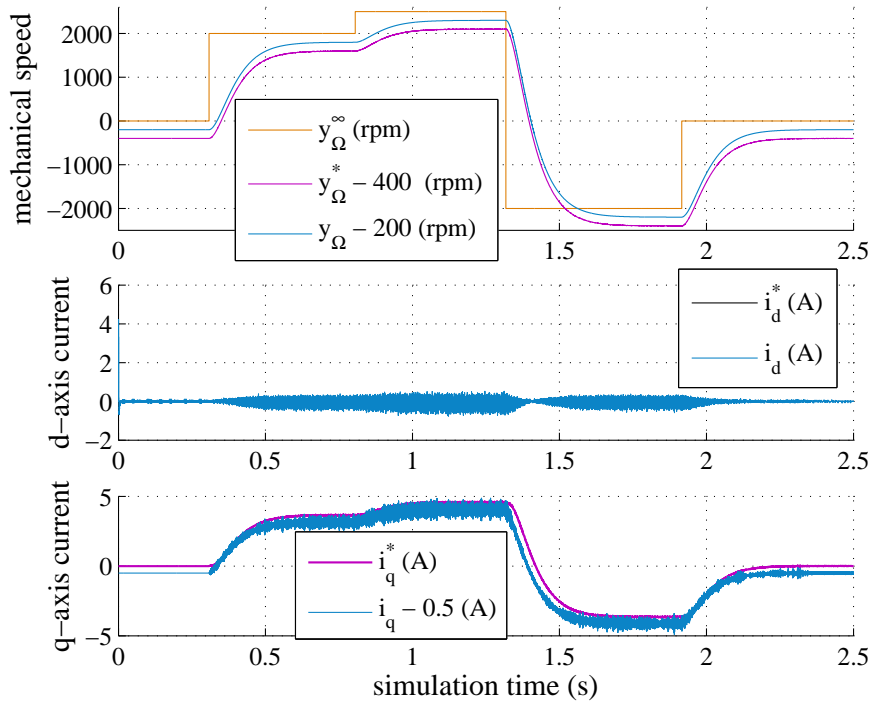 mechanical speed
2000
1000
0
−1000
−2000
y_Ω^∞ (rpm)
y_Ω^* − 400 (rpm)
y_Ω − 200 (rpm)
0 0.5 1 1.5 2 2.5
d−axis current
6
4
2
0
−2
i_d^* (A)
i_d (A)
0 0.5 1 1.5 2 2.5
q−axis current
5
0
−5
i_q^* (A)
i_q − 0.5 (A)
0 0.5 1 1.5 2 2.5
simulation time (s)